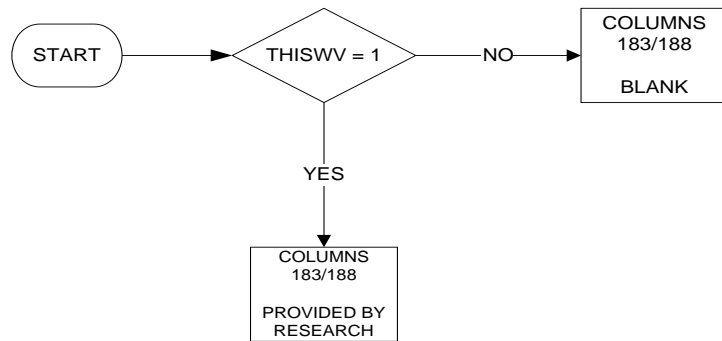 START
THISWV = 1
NO
COLUMNS
183/188
BLANK
YES
COLUMNS
183/188
PROVIDED BY
RESEARCH